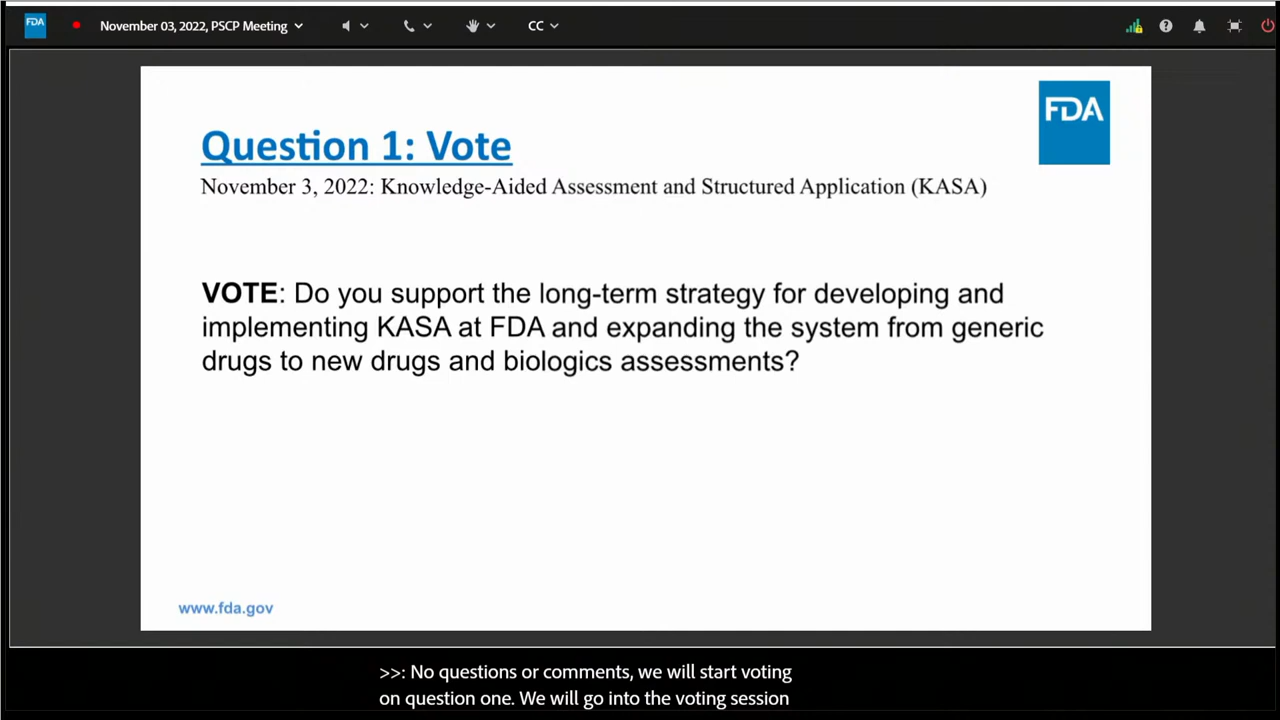 FDA
November 03, 2022, PSCP Meeting
CC
FDA
Question 1: Vote
November 3, 2022: Knowledge-Aided Assessment and Structured Application (KASA)
VOTE: Do you support the long-term strategy for developing and
implementing KASA at FDA and expanding the system from generic
drugs to new drugs and biologics assessments?
www.fda.gov
>>: No questions or comments, we will start voting
on question one. We will go into the voting session